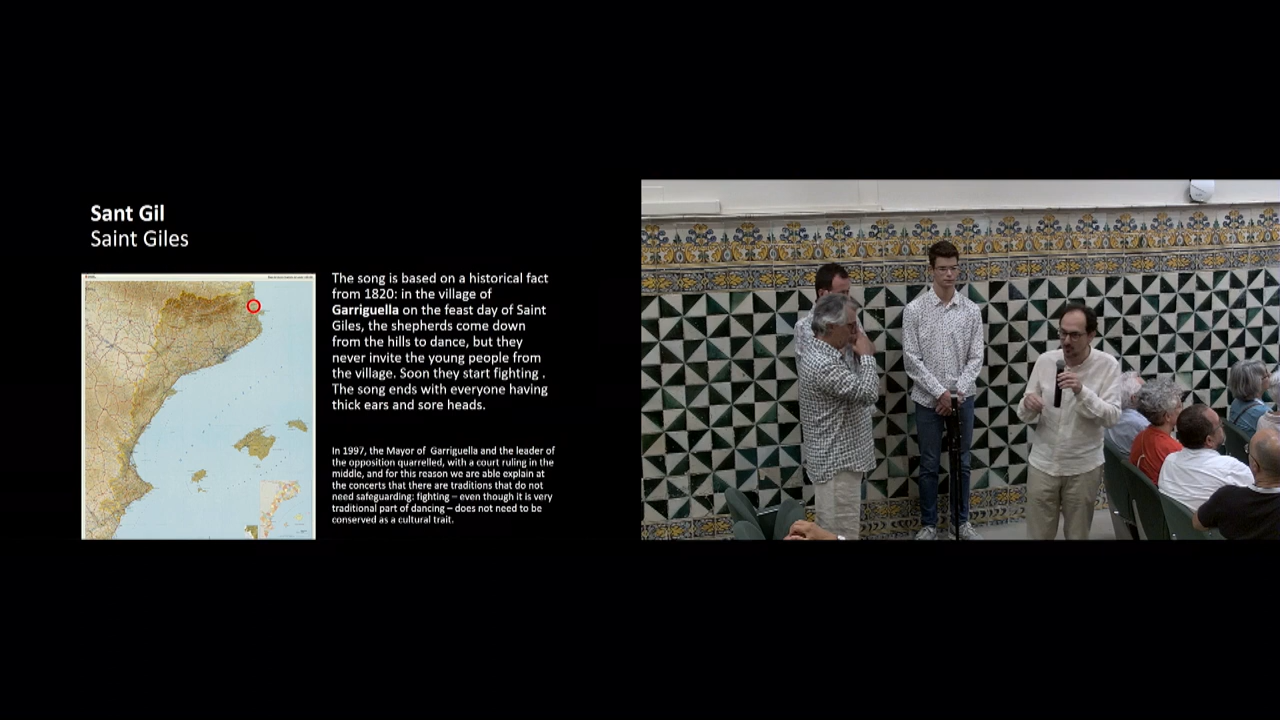 Sant Gil
Saint Giles
The song is based on a historical fact
from 1820: in the village of
Garriguella on the feast day of Saint
Giles, the shepherds come down
from the hills to dance, but they
never invite the young people from
the village. Soon they start fighting .
The song ends with everyone having
thick ears and sore heads.
In 1997, the Mayor of  Garriguella and the leader of
the opposition quarrelled, with a court ruling in the
middle, and for this reason we are able explain at
the concerts that there are traditions that do not
need safeguarding: fighting – even though it is very
traditional part of dancing – does not need to be
conserved as a cultural trait.